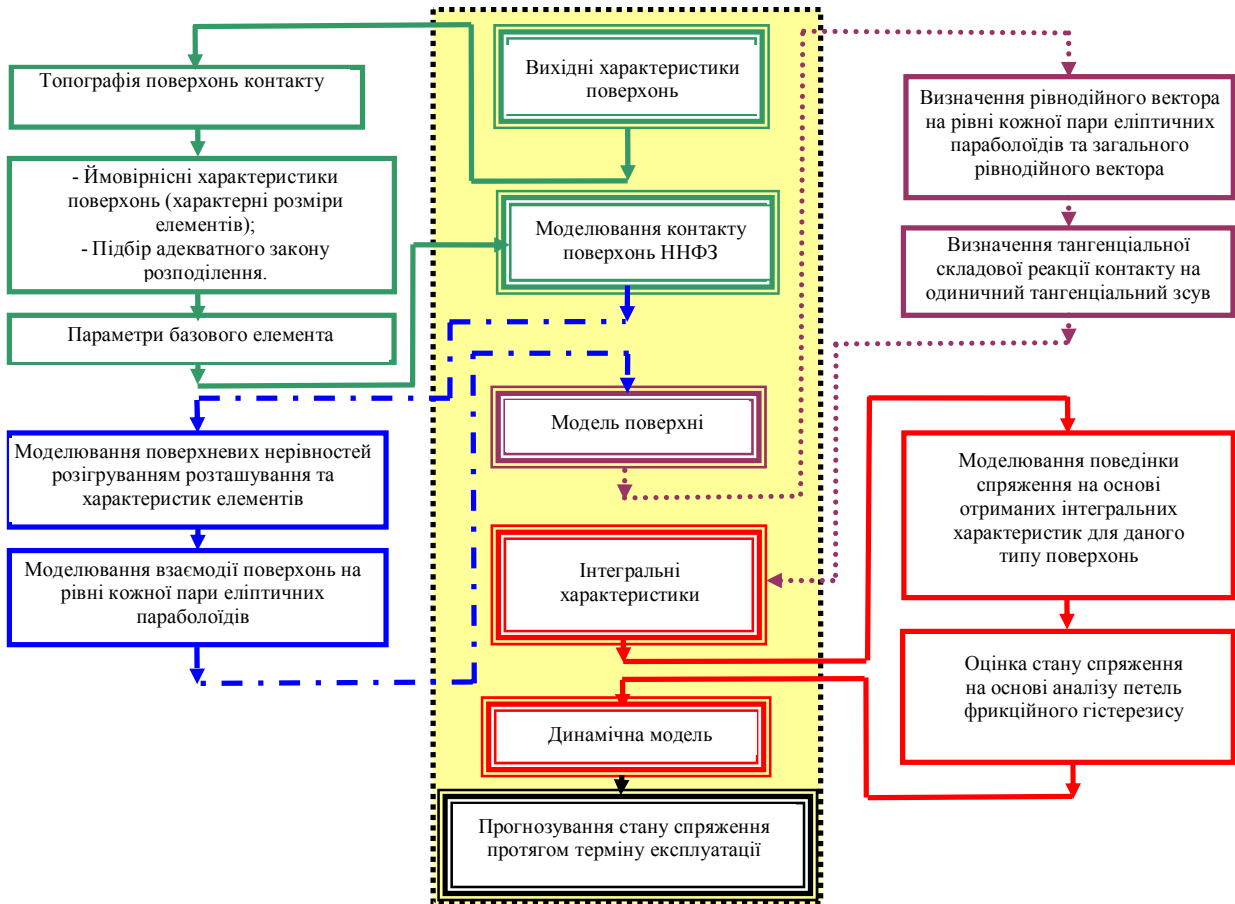 Вихідні характеристики
поверхонь
Топографія поверхонь контакту
- Ймовірнісні характеристики
поверхонь (характерні розміри
елементів);
- Підбір адекватного закону
розподілення.
Параметри базового елемента
Моделювання контакту
поверхонь ННФЗ
Моделювання поверхневих нерівностей
розігруванням розташування та
характеристик елементів
Моделювання взаємодії поверхонь на
рівні кожної пари еліптичних
параболоїдів
Модель поверхні
Визначення рівнодійного вектора
на рівні кожної пари еліптичних
параболоїдів та загального
рівнодійного вектора
Визначення тангенціальної
складової реакції контакту на
одиничний тангенціальний зсув
Інтегральні
характеристики
Моделювання поведінки
спряження на основі
отриманих інтегральних
характеристик для даного
типу поверхонь
Оцінка стану спряження
на основі аналізу петель
фрикційного гістерезису
Динамічна модель
Прогнозування стану спряження
протягом терміну експлуатації